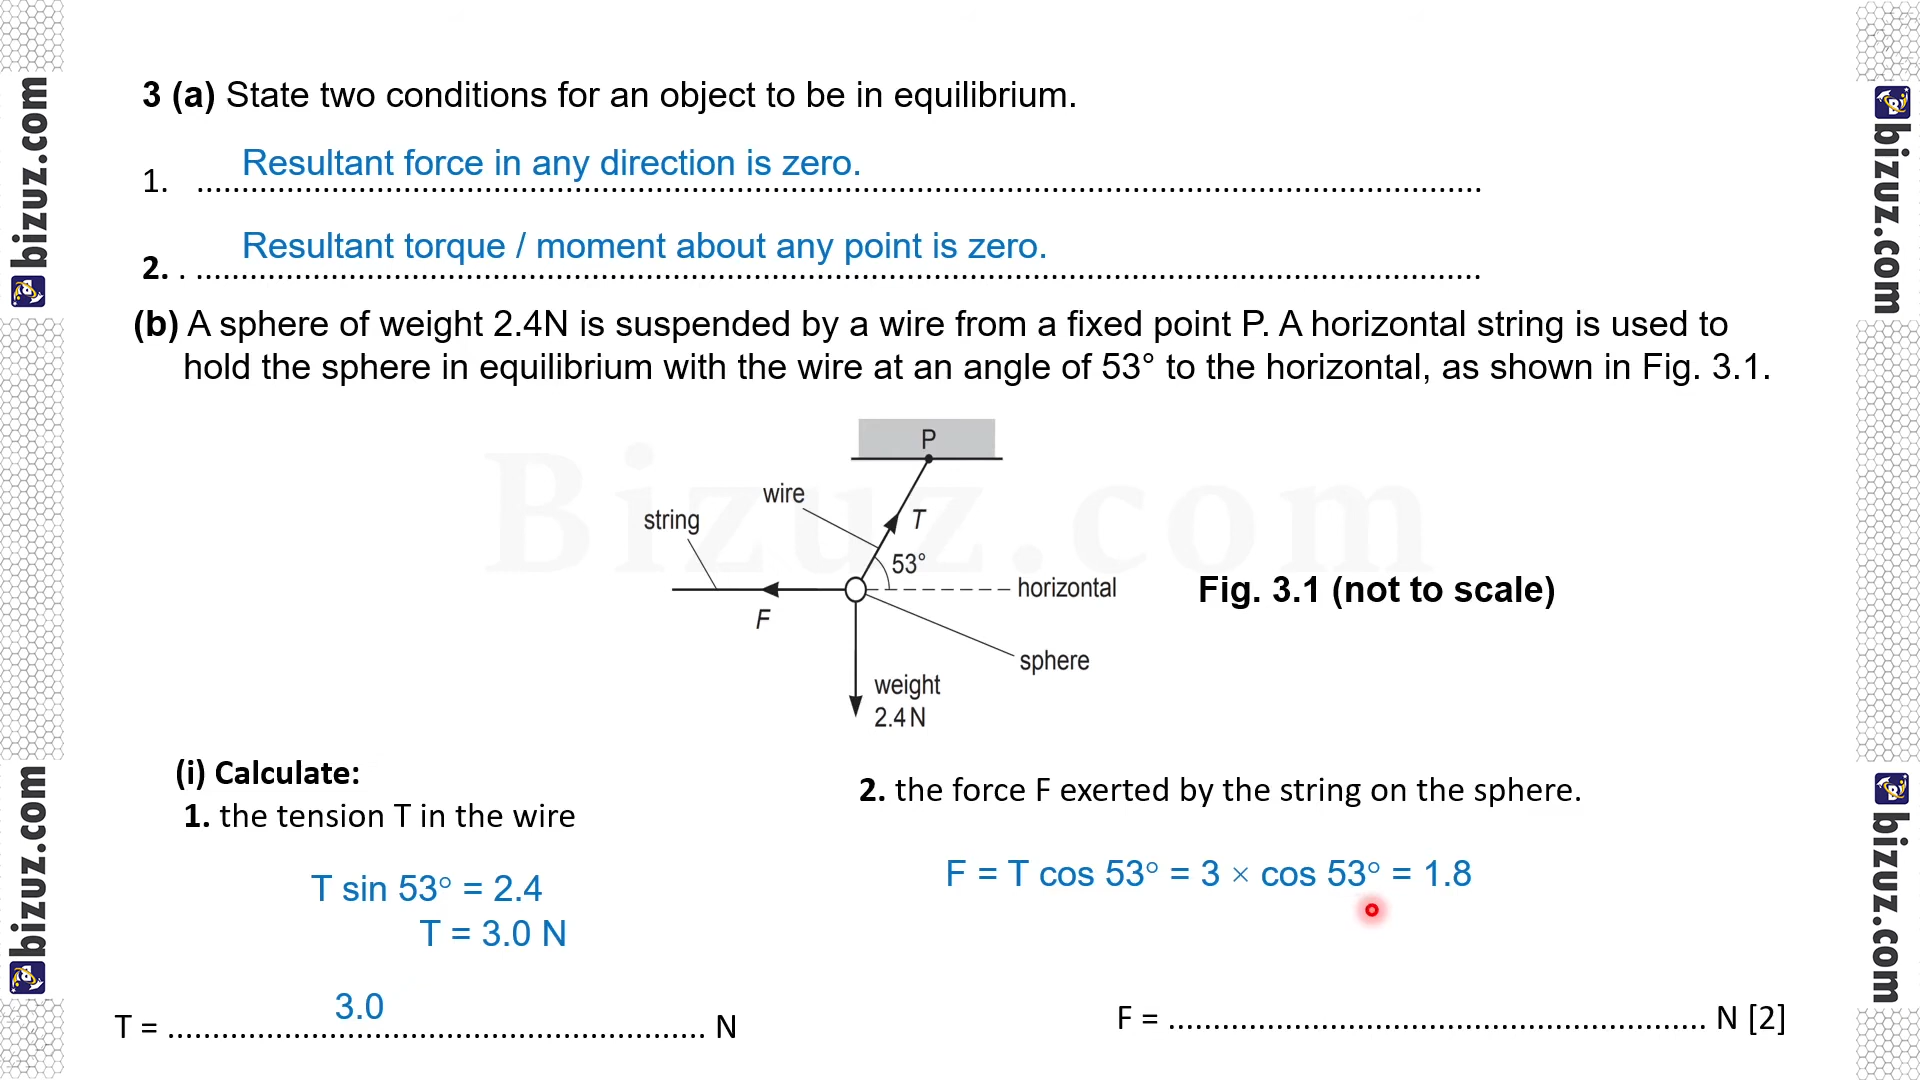 3 (a) State two conditions for an object to be in equilibrium.
1. Resultant force in any direction is zero.
2. . Resultant torque / moment about any point is zero.
(b) A sphere of weight 2.4N is suspended by a wire from a fixed point P. A horizontal string is used to
hold the sphere in equilibrium with the wire at an angle of 53° to the horizontal, as shown in Fig. 3.1.
P
wire
string
T
53°
horizontal
Fig. 3.1 (not to scale)
F
sphere
weight
2.4 N
(i) Calculate:
1. the tension T in the wire
T sin 53° = 2.4
T = 3.0 N
T = 3.0 N
2. the force F exerted by the string on the sphere.
F = T cos 53° = 3 × cos 53° = 1.8
F = ............................................................ N [2]
Bizuz.com
bizuz.com
bizuz.com
bizuz.com
bizuz.com